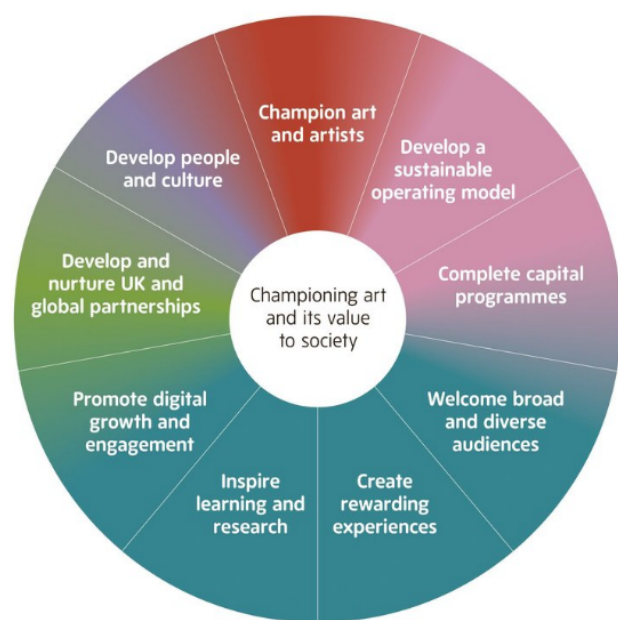 Champion art
and artists
Develop a
sustainable
operating model
Complete capital
programmes
Welcome broad
and diverse
audiences
Create
rewarding
experiences
Inspire
learning and
research
Promote digital
growth and
engagement
Develop and
nurture UK and
global partnerships
Develop people
and culture
Championing art
and its value
to society